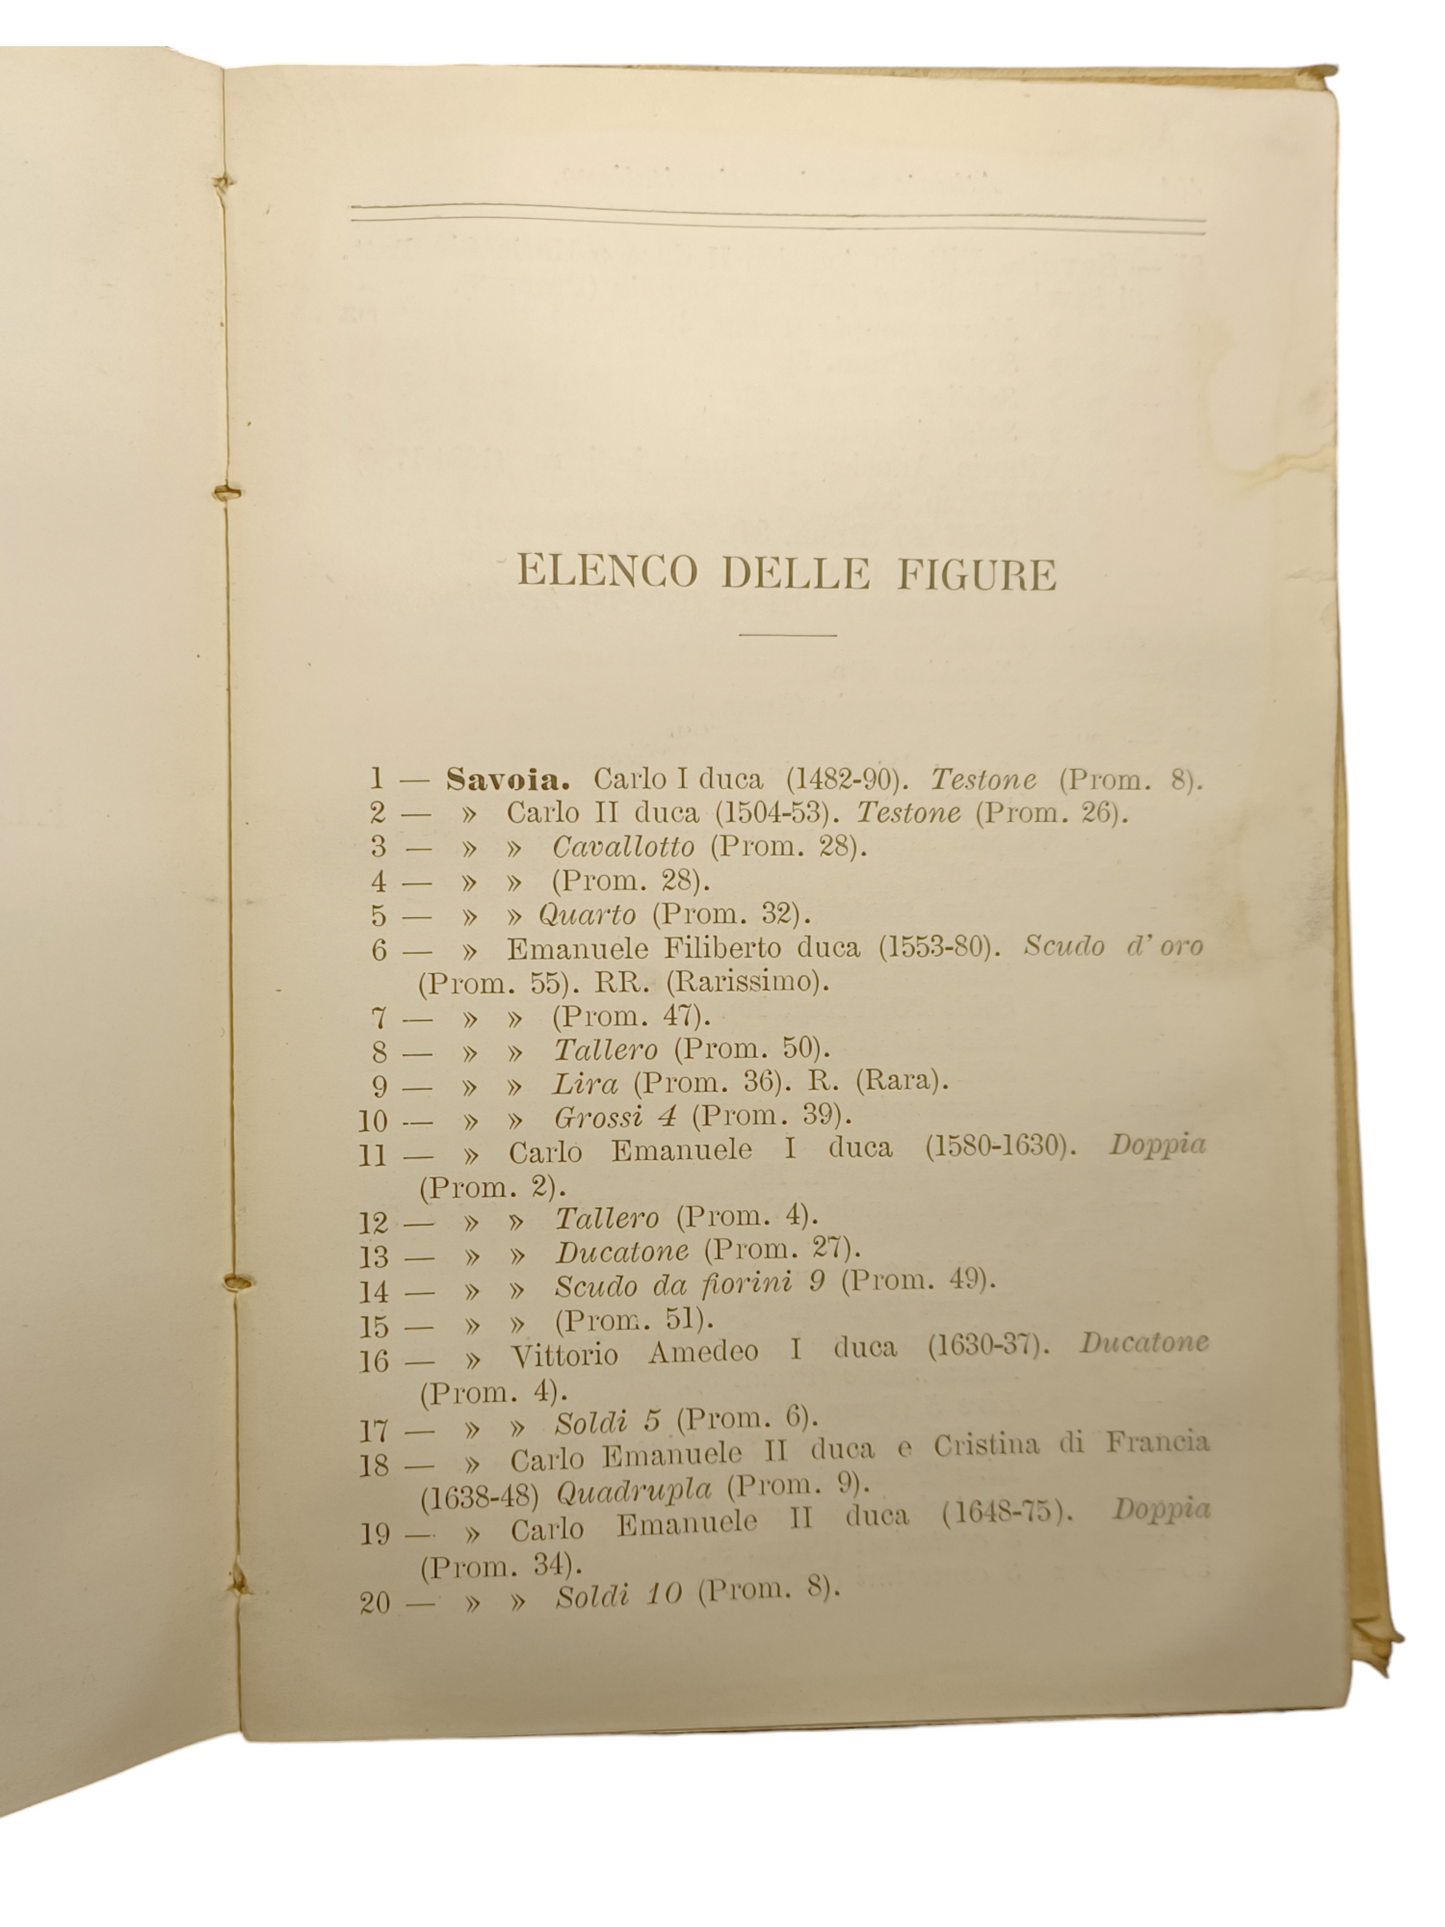 ELENCO DELLE FIGURE
1 — Savoia. Carlo I duca (1482-90). Testone (Prom. 8).
2 — » Carlo II duca (1504-53). Testone (Prom. 26).
3 — » » Cavallotto (Prom. 28).
4 — » » (Prom. 28).
5 — » » Quarto (Prom. 32).
6 — » Emanuele Filiberto duca (1553-80). Scudo d' oro
(Prom. 55). RR. (Rarissimo).
7 — » » (Prom. 47).
8 — » » Tallero (Prom. 50).
9 — » » Lira (Prom. 36). R. (Rara).
10 — » » Grossi 4 (Prom. 39).
11 — » Carlo Emanuele I duca (1580-1630). Doppia
(Prom. 2).
12 — » » Tallero (Prom. 4).
13 — » » Ducatone (Prom. 27).
14 — » » Scudo da fiorini 9 (Prom. 49).
15 — » » (Prom. 51).
16 — » Vittorio Amedeo I duca (1630-37). Ducatone
(Prom. 4).
17 — » » Soldi 5 (Prom. 6).
18 — » Carlo Emanuele II duca e Cristina di Francia
(1638-48) Quadrupla (Prom. 9).
19 — » Carlo Emanuele II duca (1648-75). Doppia
(Prom. 34).
20 — » » Soldi 10 (Prom. 8).